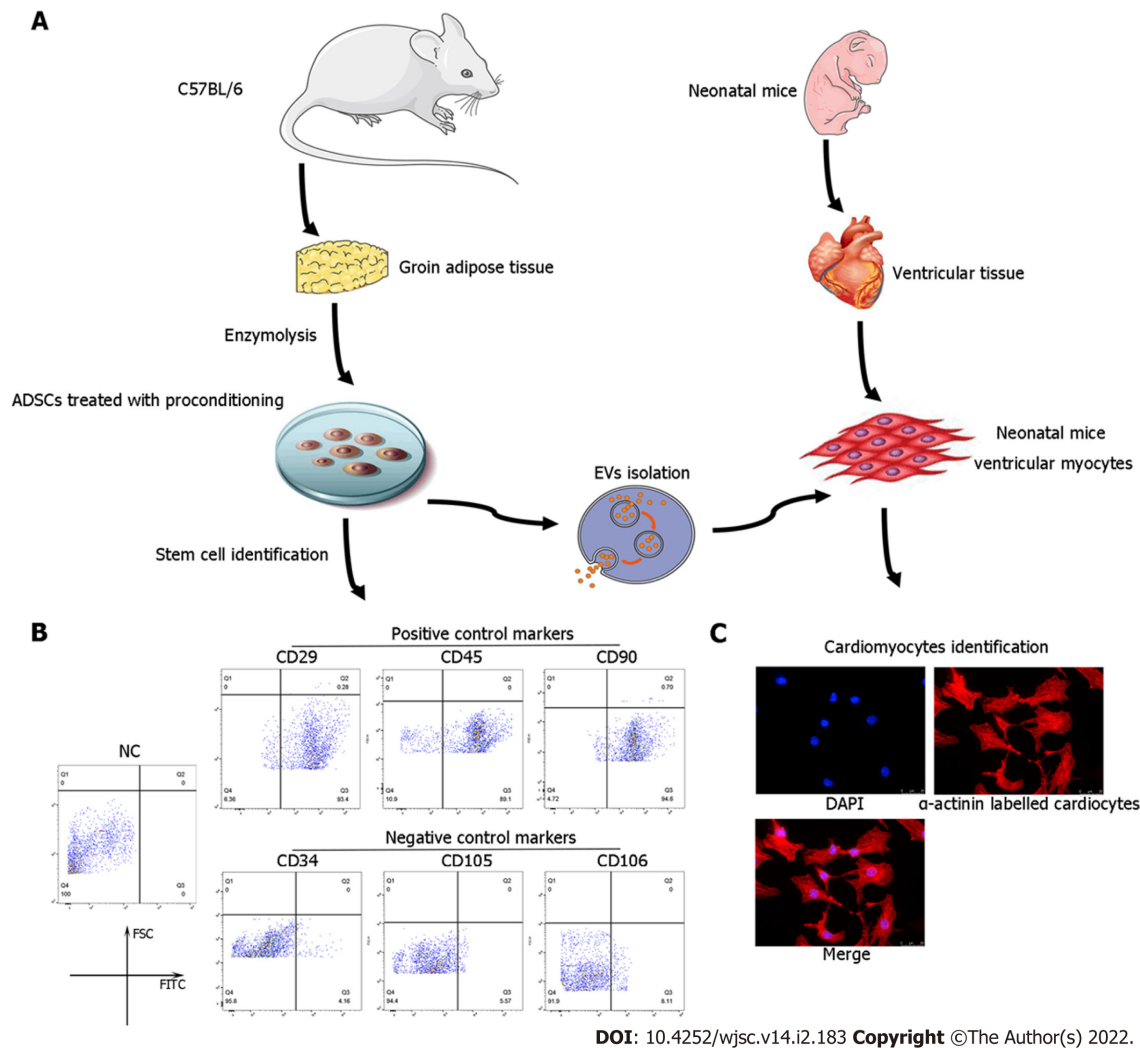 A
C57BL/6
Neonatal mice
Groin adipose tissue
Ventricular tissue
Enzymolysis
ADSCs treated with proconditioning
Neonatal mice
ventricular myocytes
EVs isolation
Stem cell identification
B
Positive control markers
CD29
CD45
CD90
Q1
0
Q2
0.28
Q4
6.36
Q3
93.4
Q1
0
Q2
0
Q4
10.9
Q3
89.1
Q1
0
Q2
0.70
Q4
4.72
Q3
94.6
NC
Q1
0
Q2
0
Q4
100
Q3
0
Negative control markers
CD34
CD105
CD106
Q1
0
Q2
0
Q4
95.8
Q3
4.16
Q1
0
Q2
0
Q4
94.4
Q3
5.57
Q1
0
Q2
0
Q4
91.9
Q3
8.11
FSC
FITC
C
Cardiomyocytes identification
DAPI
α-actinin labelled cardiocytes
Merge
DOI: 10.4252/wjsc.v14.i2.183 Copyright ©The Author(s) 2022.